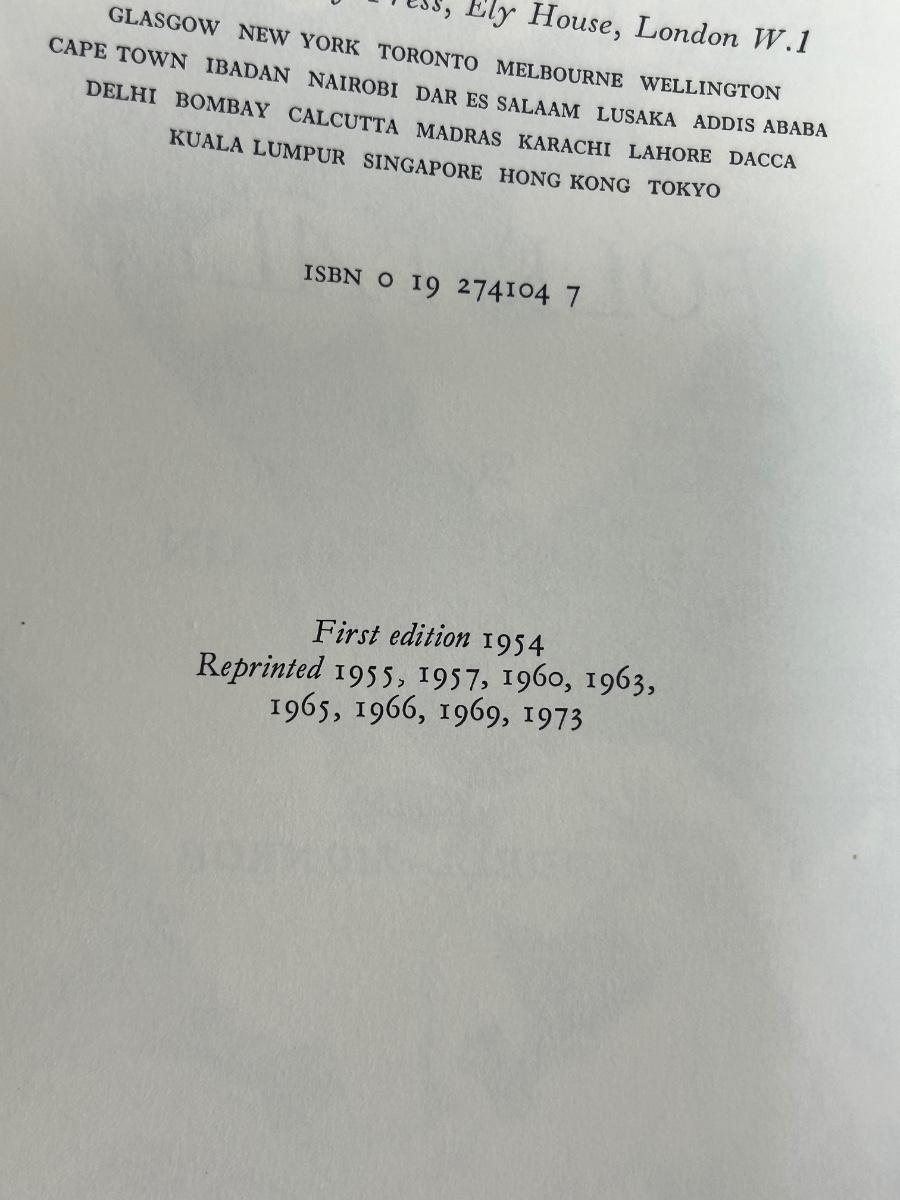 Press, Ely House, London W.1
GLASGOW NEW YORK TORONTO MELBOURNE WELLINGTON
CAPE TOWN IBADAN NAIROBI DAR ES SALAAM LUSAKA ADDIS ABABA
DELHI BOMBAY CALCUTTA MADRAS KARACHI LAHORE DACCA
KUALA LUMPUR SINGAPORE HONG KONG TOKYO
ISBN 0 19 274104 7
First edition 1954
Reprinted 1955, 1957, 1960, 1963,
1965, 1966, 1969, 1973